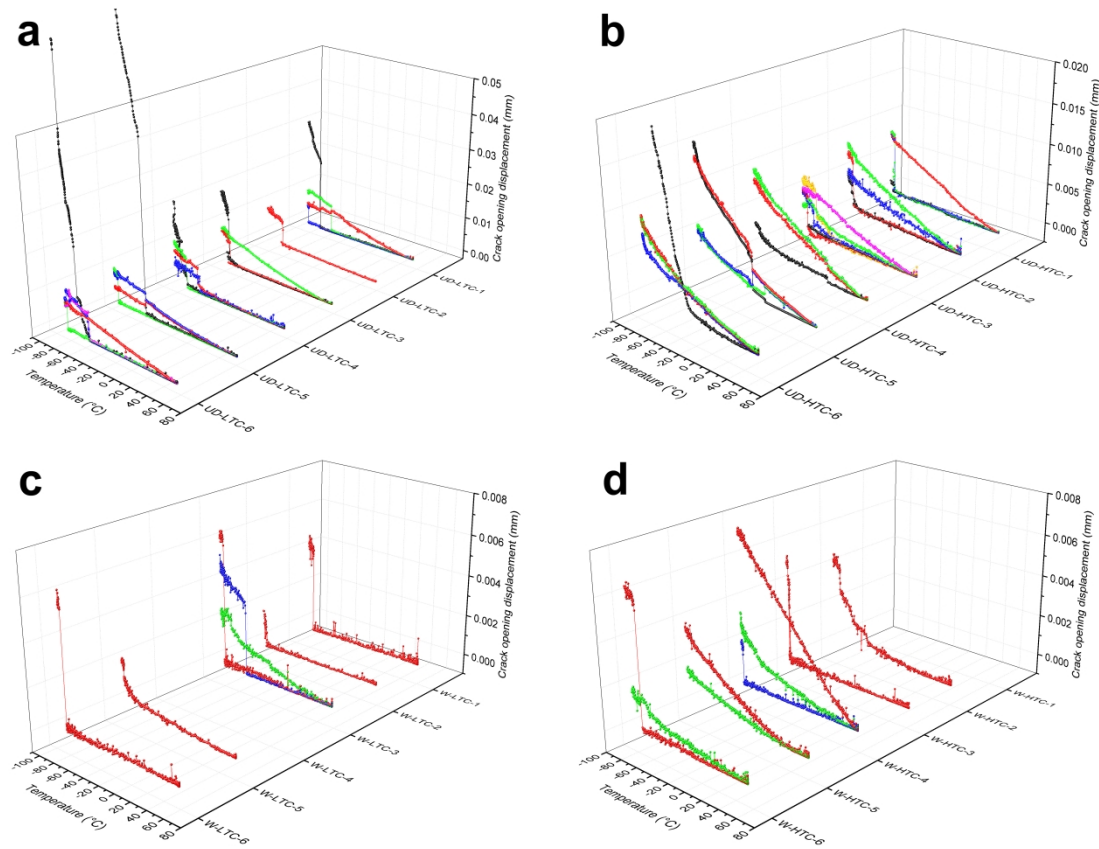 a
0.05
0.04
0.03
0.02
0.01
0.00
Crack opening displacement (mm)
-100
-80
-60
-40
-20
0
20
40
60
80
Temperature (°C)
UD-LTC-1
UD-LTC-2
UD-LTC-3
UD-LTC-4
UD-LTC-5
UD-LTC-6
b
0.020
0.015
0.010
0.005
0.000
Crack opening displacement (mm)
-100
-80
-60
-40
-20
0
20
40
60
80
Temperature (°C)
UD-HTC-1
UD-HTC-2
UD-HTC-3
UD-HTC-4
UD-HTC-5
UD-HTC-6
c
0.008
0.006
0.004
0.002
0.000
Crack opening displacement (mm)
-100
-80
-60
-40
-20
0
20
40
60
80
Temperature (°C)
W-LTC-1
W-LTC-2
W-LTC-3
W-LTC-4
W-LTC-5
W-LTC-6
d
0.008
0.006
0.004
0.002
0.000
Crack opening displacement (mm)
-100
-80
-60
-40
-20
0
20
40
60
80
Temperature (°C)
W-HTC-1
W-HTC-2
W-HTC-3
W-HTC-4
W-HTC-5
W-HTC-6